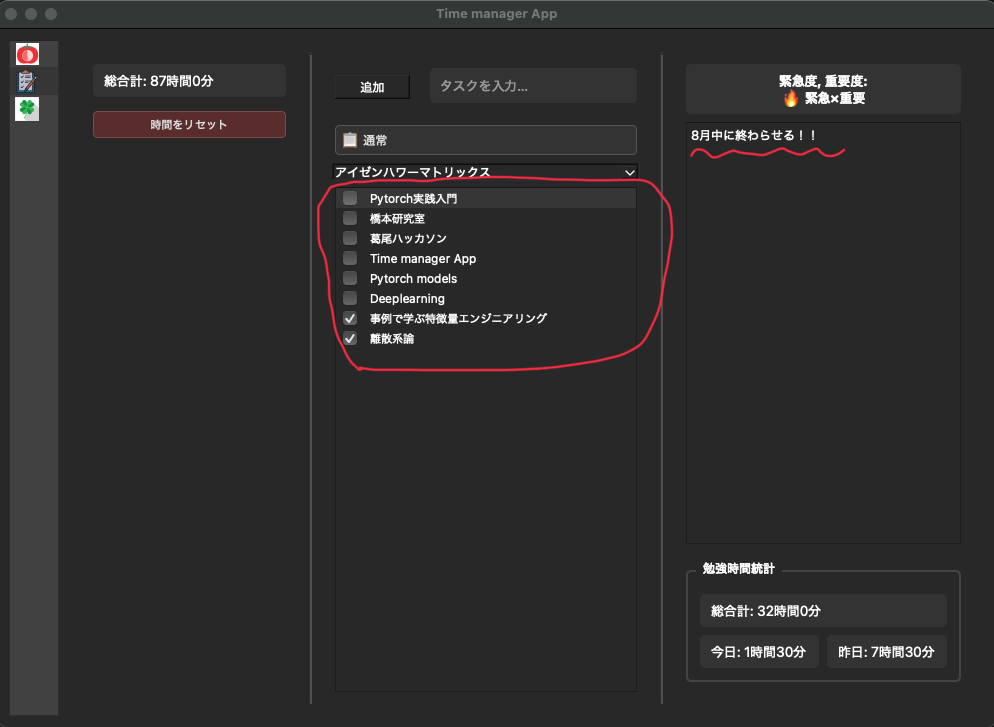 Time manager App
総合計: 87時間0分
時間をリセット
追加
タスクを入力...
通常
アイゼンハワーマトリックス
Pytorch実践入門
橋本研究室
葛尾ハッカソン
Time manager App
Pytorch models
Deeplearning
事例で学ぶ特徴量エンジニアリング
離散系論
緊急度, 重要度:
🔥 緊急×重要
8月中に終わらせる！！
勉強時間統計
総合計: 32時間0分
今日: 1時間30分
昨日: 7時間30分